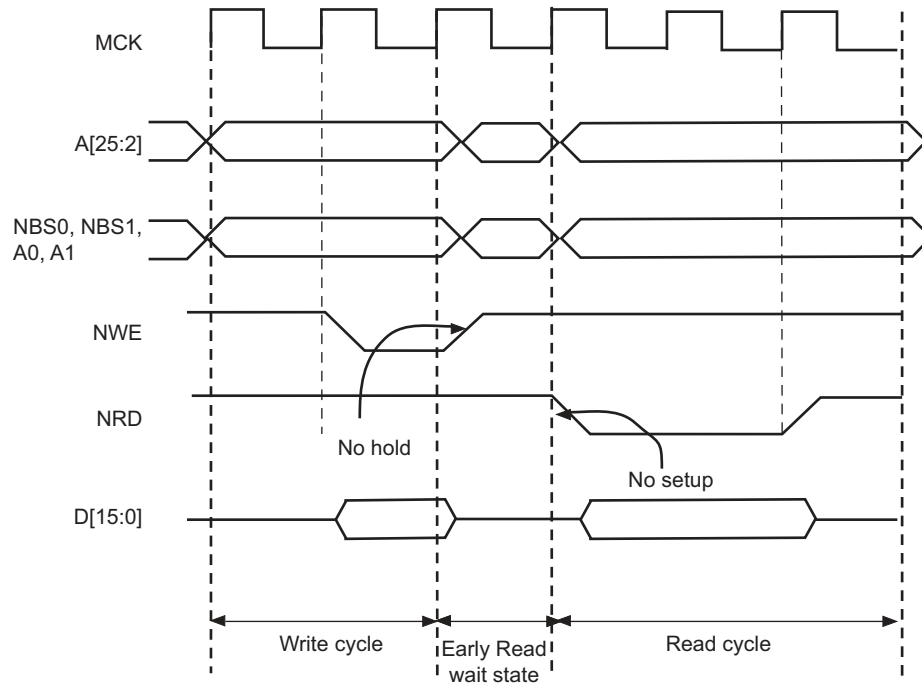 MCK
A[25:2]
NBS0, NBS1,
A0, A1
NWE
NRD
No hold
No setup
D[15:0]
Write cycle
Early Read
wait state
Read cycle